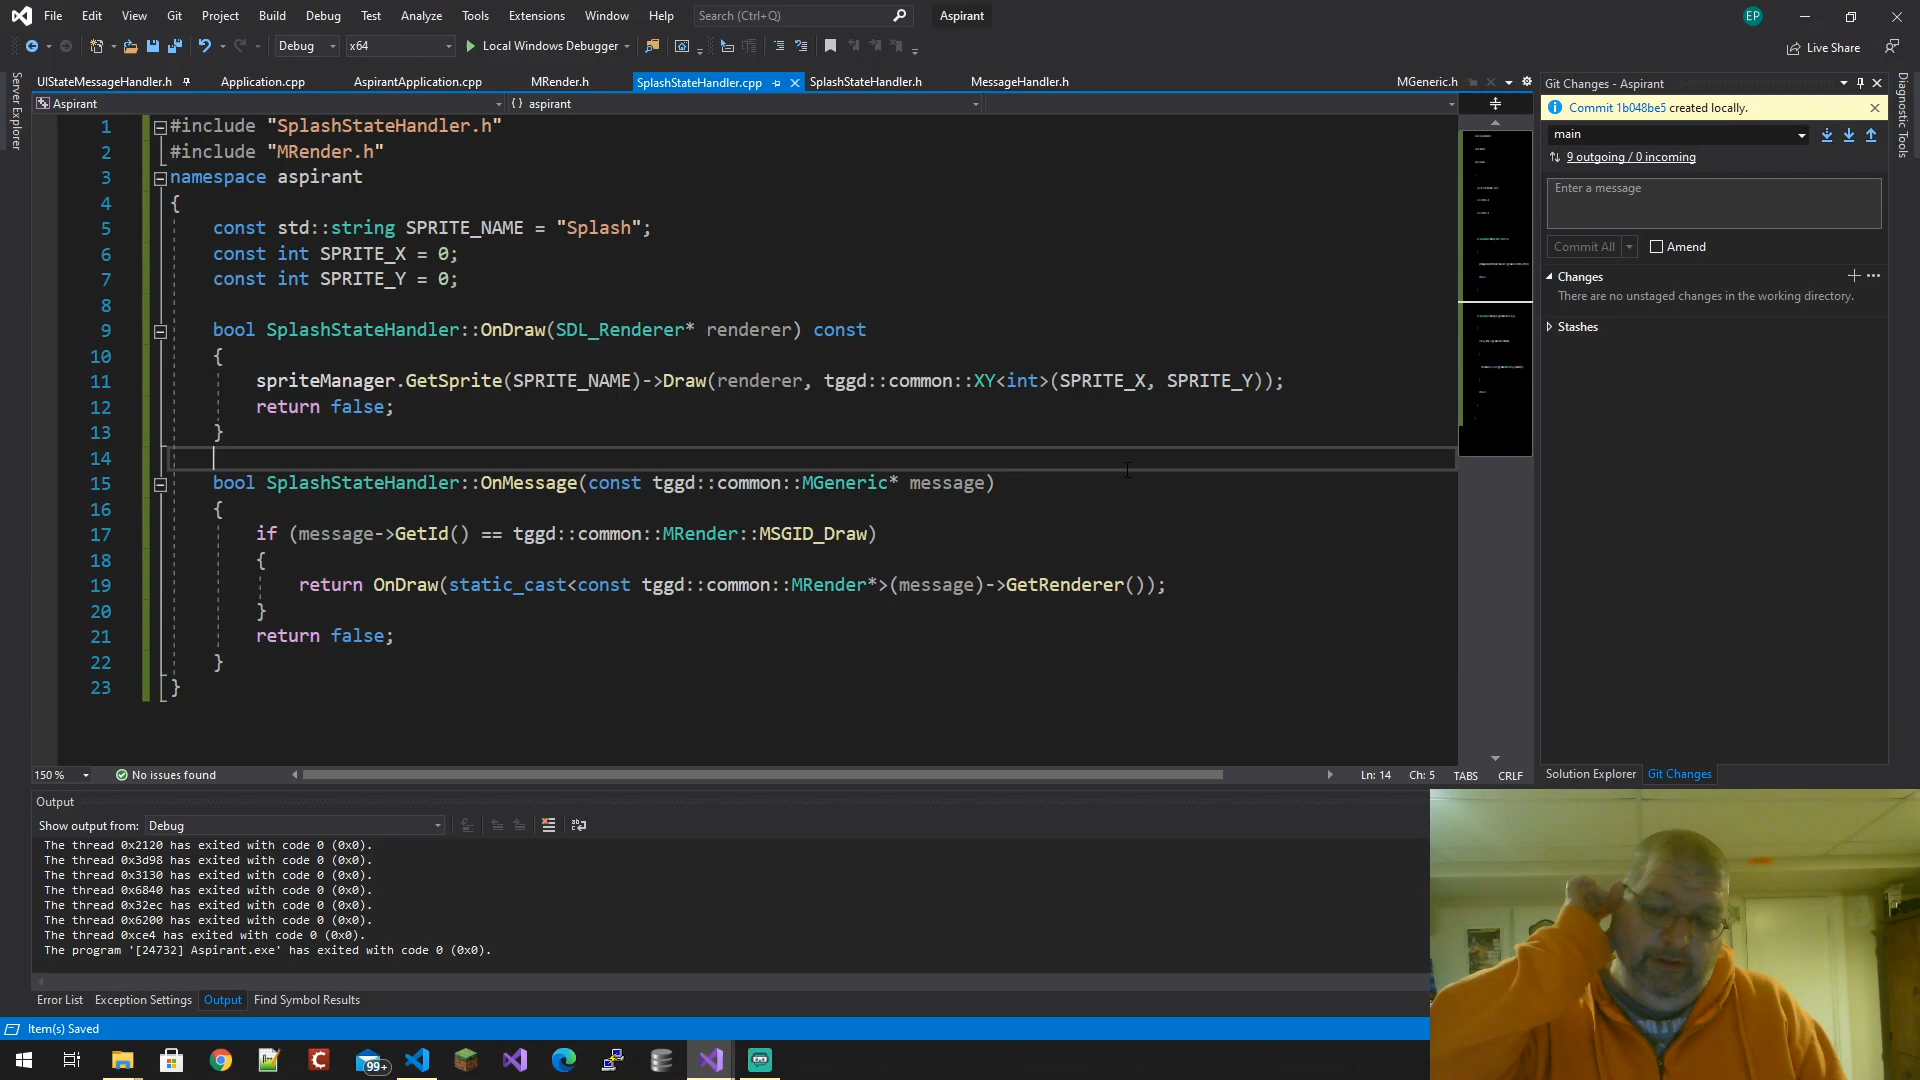 File Edit View Git Project Build Debug Test Analyze Tools Extensions Window Help Search (Ctrl+Q) Aspirant EP
Debug x64 Local Windows Debugger Live Share
UIStateMessageHandler.h Application.cpp AspirantApplication.cpp MRender.h SplashStateHandler.cpp SplashStateHandler.h MessageHandler.h MGeneric.h
Aspirant {} aspirant
Server Explorer
1 #include "SplashStateHandler.h"
2 #include "MRender.h"
3 namespace aspirant
4 {
5 const std::string SPRITE_NAME = "Splash";
6 const int SPRITE_X = 0;
7 const int SPRITE_Y = 0;
8
9 bool SplashStateHandler::OnDraw(SDL_Renderer* renderer) const
10 {
11 spriteManager.GetSprite(SPRITE_NAME)->Draw(renderer, tggd::common::XY<int>(SPRITE_X, SPRITE_Y));
12 return false;
13 }
14
15 bool SplashStateHandler::OnMessage(const tggd::common::MGeneric* message)
16 {
17 if (message->GetId() == tggd::common::MRender::MSGID_Draw)
18 {
19 return OnDraw(static_cast<const tggd::common::MRender*>(message)->GetRenderer());
20 }
21 return false;
22 }
23 }
150 % No issues found Ln: 14 Ch: 5 TABS CRLF
Git Changes - Aspirant
Commit 1b048be5 created locally.
main
9 outgoing / 0 incoming
Enter a message
Commit All Amend
Changes
There are no unstaged changes in the working directory.
Stashes
Solution Explorer Git Changes
Diagnostic Tools
Output
Show output from: Debug
The thread 0x2120 has exited with code 0 (0x0).
The thread 0x3d98 has exited with code 0 (0x0).
The thread 0x3130 has exited with code 0 (0x0).
The thread 0x6840 has exited with code 0 (0x0).
The thread 0x32ec has exited with code 0 (0x0).
The thread 0x6200 has exited with code 0 (0x0).
The thread 0xce4 has exited with code 0 (0x0).
The program '[24732] Aspirant.exe' has exited with code 0 (0x0).
Error List Exception Settings Output Find Symbol Results
Item(s) Saved
99+